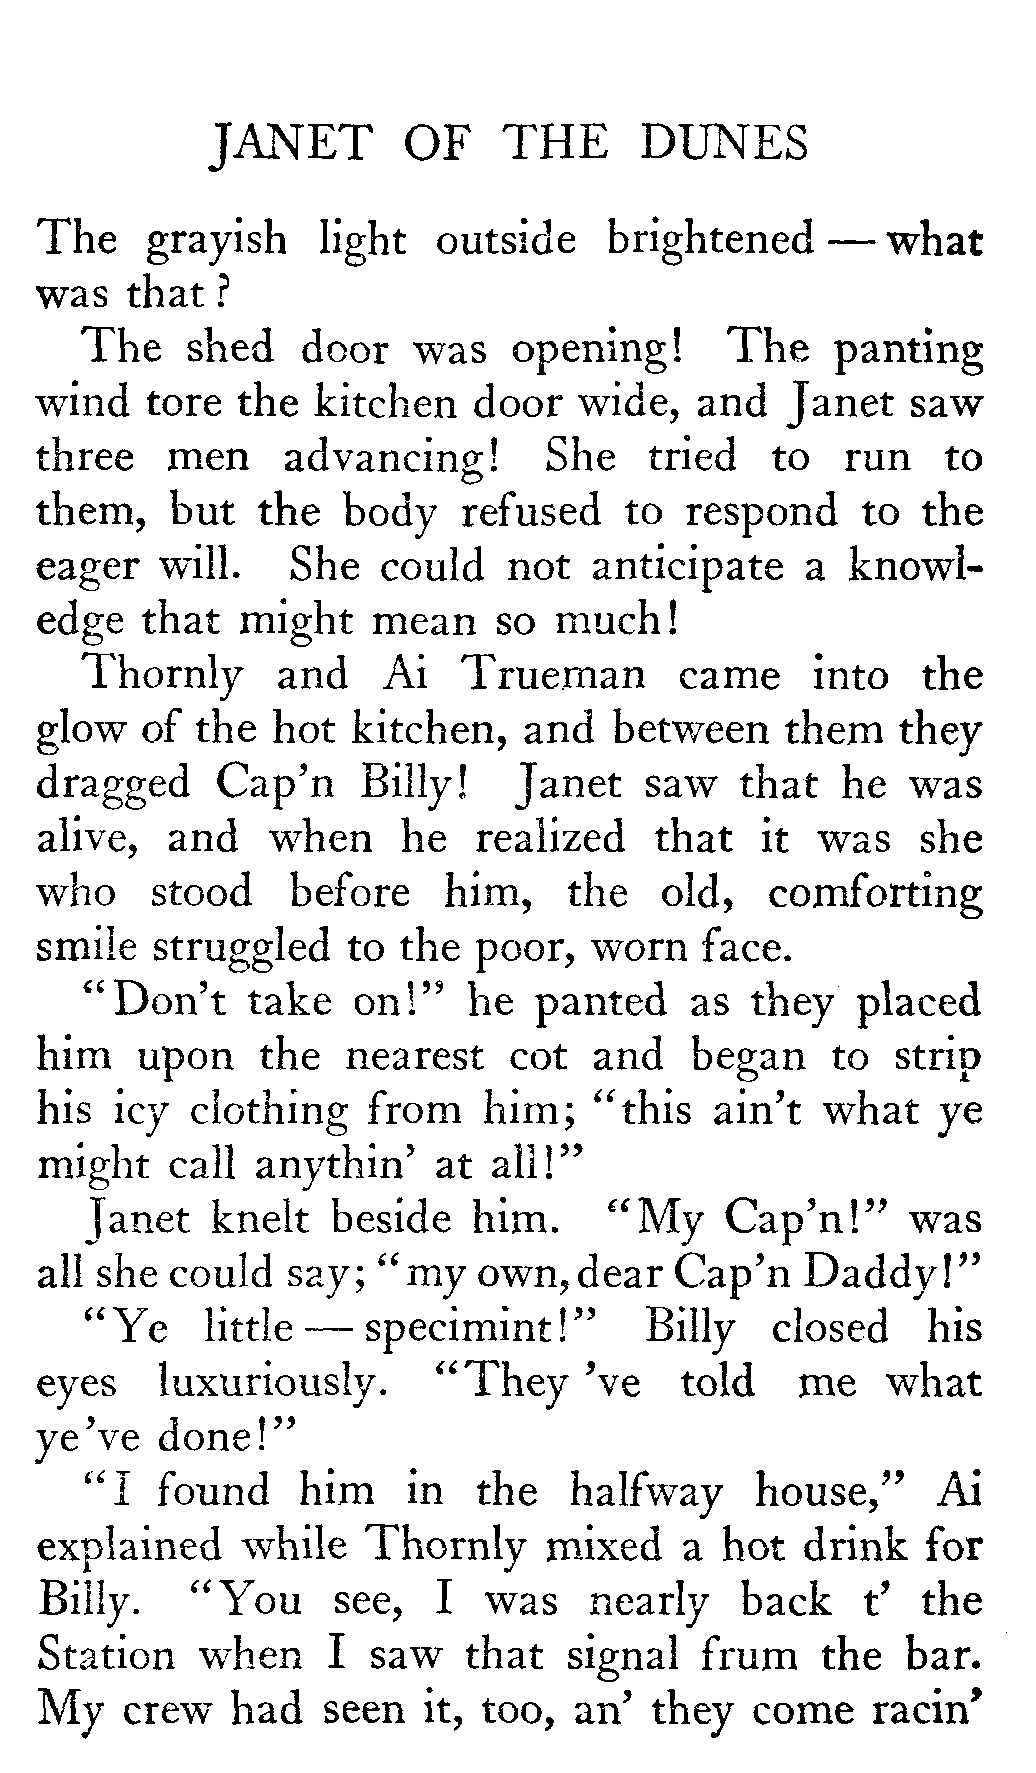 JANET OF THE DUNES
The grayish light outside brightened — what
was that?
The shed door was opening! The panting
wind tore the kitchen door wide, and Janet saw
three men advancing! She tried to run to
them, but the body refused to respond to the
eager will. She could not anticipate a knowl-
edge that might mean so much!
Thornly and Ai Trueman came into the
glow of the hot kitchen, and between them they
dragged Cap'n Billy! Janet saw that he was
alive, and when he realized that it was she
who stood before him, the old, comforting
smile struggled to the poor, worn face.
"Don't take on!" he panted as they placed
him upon the nearest cot and began to strip
his icy clothing from him; "this ain't what ye
might call anythin' at all!"
Janet knelt beside him. "My Cap'n!" was
all she could say; "my own, dear Cap'n Daddy!"
"Ye little — specimint!" Billy closed his
eyes luxuriously. "They 've told me what
ye've done!"
"I found him in the halfway house," Ai
explained while Thornly mixed a hot drink for
Billy. "You see, I was nearly back t' the
Station when I saw that signal frum the bar.
My crew had seen it, too, an' they come racin'